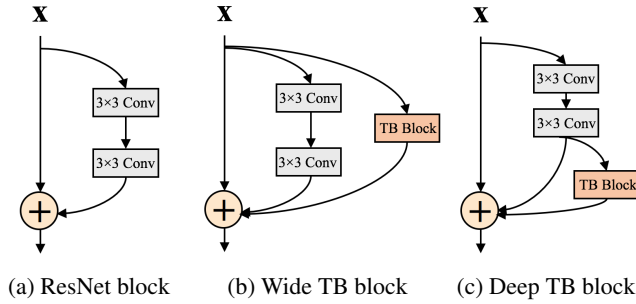 x
x
x
3×3 Conv
3×3 Conv
+
(a) ResNet block
3×3 Conv
3×3 Conv
TB Block
+
(b) Wide TB block
3×3 Conv
3×3 Conv
TB Block
+
(c) Deep TB block